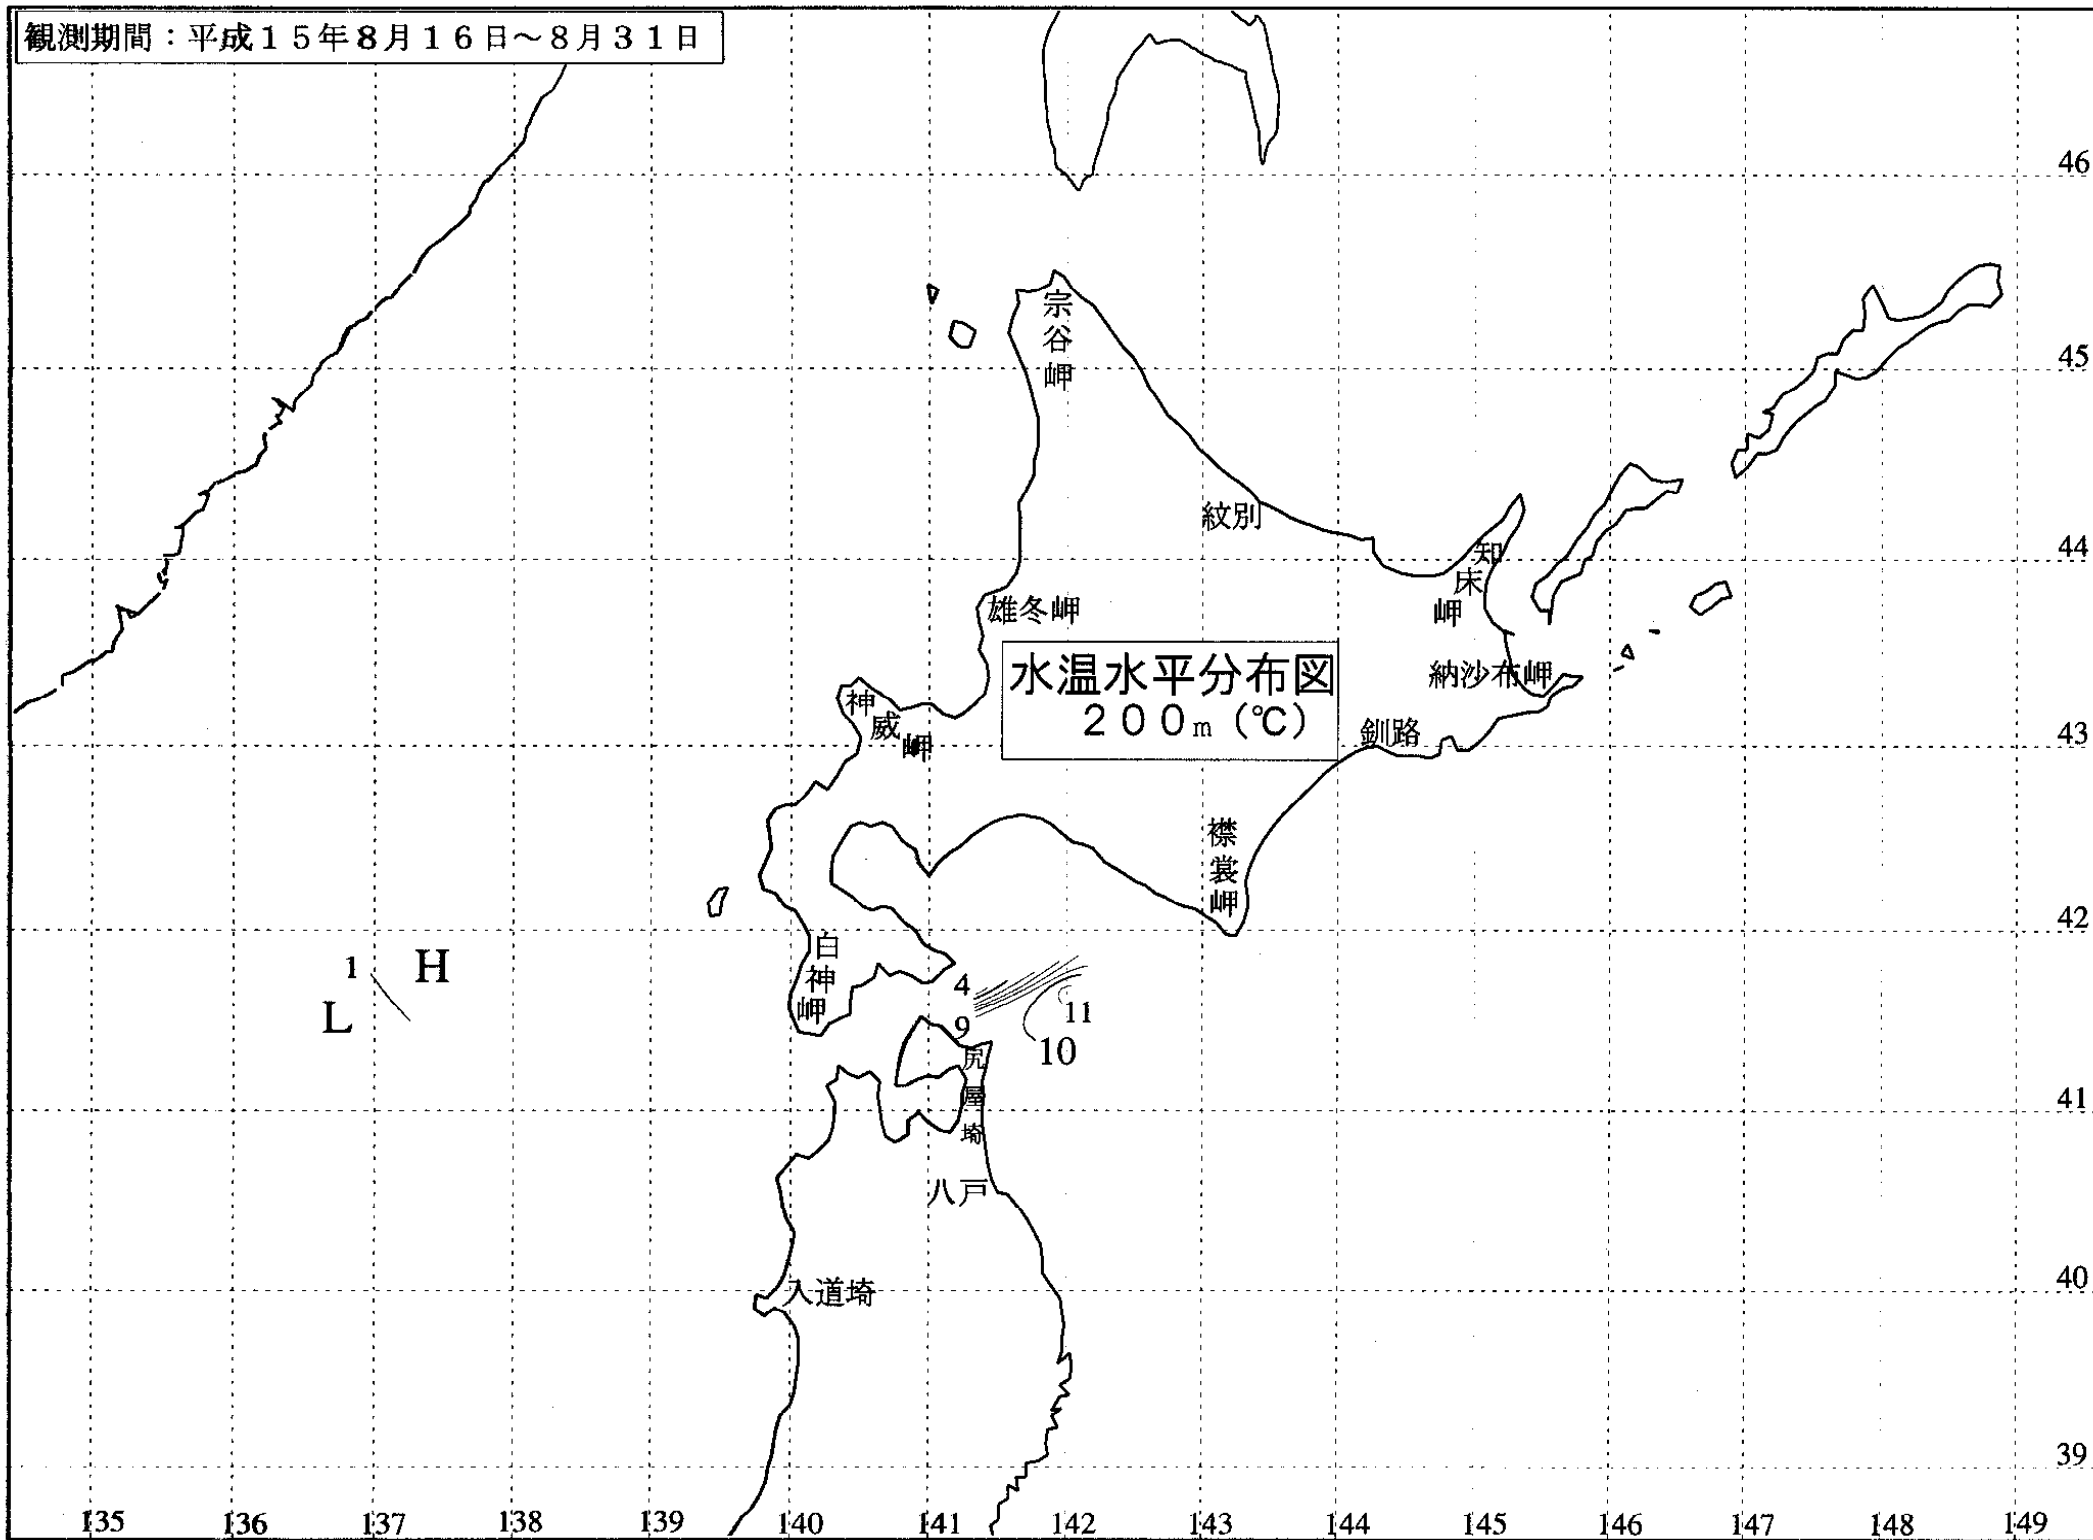 観測期間：平成１５年８月１６日～８月３１日
46
宗谷岬
45
紋別
44
知床岬
雄冬岬
水温水平分布図
２００ｍ（℃）
納沙布岬
神威岬
釧路
43
襟裳岬
42
白神岬
1
H
L
4
9
11
10
尻屋埼
41
八戸
40
入道埼
39
135
136
137
138
139
140
141
142
143
144
145
146
147
148
149